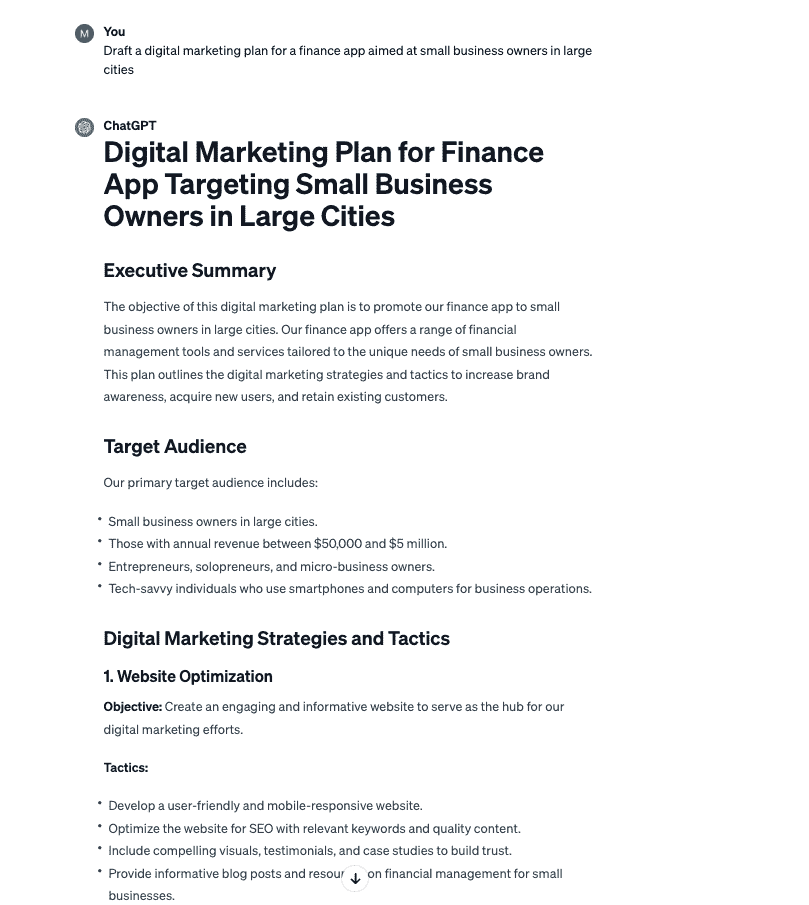 M
You
Draft a digital marketing plan for a finance app aimed at small business owners in large
cities
ChatGPT
Digital Marketing Plan for Finance
App Targeting Small Business
Owners in Large Cities
Executive Summary
The objective of this digital marketing plan is to promote our finance app to small
business owners in large cities. Our finance app offers a range of financial
management tools and services tailored to the unique needs of small business owners.
This plan outlines the digital marketing strategies and tactics to increase brand
awareness, acquire new users, and retain existing customers.
Target Audience
Our primary target audience includes:
• Small business owners in large cities.
• Those with annual revenue between $50,000 and $5 million.
• Entrepreneurs, solopreneurs, and micro-business owners.
• Tech-savvy individuals who use smartphones and computers for business operations.
Digital Marketing Strategies and Tactics
1. Website Optimization
Objective: Create an engaging and informative website to serve as the hub for our
digital marketing efforts.
Tactics:
• Develop a user-friendly and mobile-responsive website.
• Optimize the website for SEO with relevant keywords and quality content.
• Include compelling visuals, testimonials, and case studies to build trust.
• Provide informative blog posts and on financial management for small
businesses.